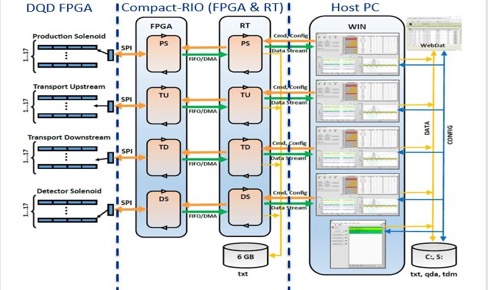 DQD FPGA
Compact-RIO (FPGA & RT)
Host PC
FPGA
RT
WIN
WebDat
Production Solenoid
1..17
SPI
PS
FIFO/DMA
PS
Cmd, Config
Data Stream
Transport Upstream
1..17
SPI
TU
FIFO/DMA
TU
Cmd, Config
Data Stream
Transport Downstream
1..17
SPI
TD
FIFO/DMA
TD
Cmd, Config
Data Stream
Detector Solenoid
1..17
SPI
DS
FIFO/DMA
DS
Cmd, Config
Data Stream
DATA
CONFIG
6 GB
txt
C:, S:
txt, qda, tdm